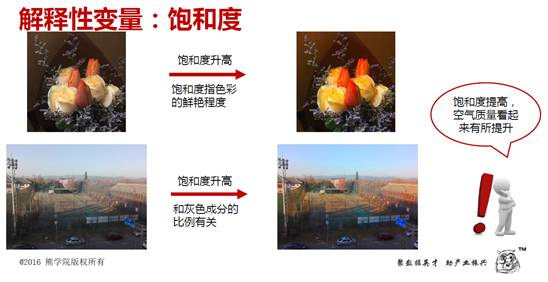 解释性变量：饱和度
饱和度升高
饱和度指色彩
的鲜艳程度
饱和度提高，
空气质量看起
来有所提升
饱和度升高
和灰色成分的
比例有关
@2016 熊学院版权所有
聚数据英才 助产业振兴
TM